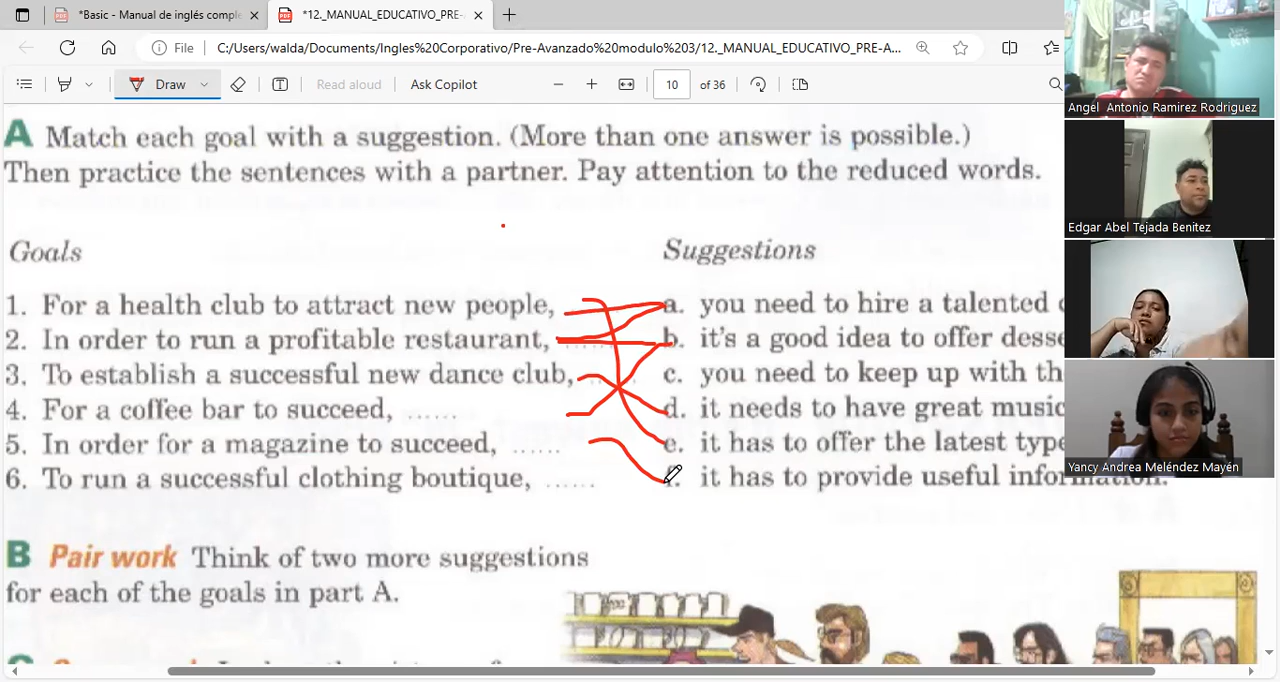 *Basic - Manual de inglés comple
*12._MANUAL_EDUCATIVO_PRE-A
File
C:/Users/walda/Documents/Ingles%20Corporativo/Pre-Avanzado%20modulo%203/12._MANUAL_EDUCATIVO_PRE-A...
Draw
Read aloud
Ask Copilot
10 of 36
A Match each goal with a suggestion. (More than one answer is possible.)
Then practice the sentences with a partner. Pay attention to the reduced words.
Goals
Suggestions
1. For a health club to attract new people,
a. you need to hire a talented
2. In order to run a profitable restaurant, ......
b. it's a good idea to offer desse
3. To establish a successful new dance club,
c. you need to keep up with th
4. For a coffee bar to succeed, ......
d. it needs to have great music
5. In order for a magazine to succeed, ......
e. it has to offer the latest type
6. To run a successful clothing boutique, ......
f. it has to provide useful information.
B Pair work Think of two more suggestions
for each of the goals in part A.
Angel Antonio Ramirez Rodriguez
Edgar Abel Tejada Benitez
Yancy Andrea Meléndez Mayén